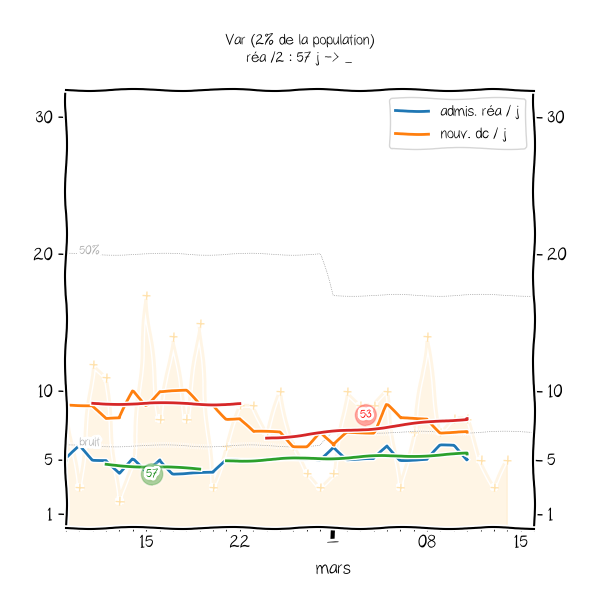 Var (2% de la population)
réa /2 : 57 j -> _
admis. réa / j
nouv. dc / j
30 30
20 20
50%
10 10
53
bruit
5 5
57
1 1
15 22 _ 08 15
mars